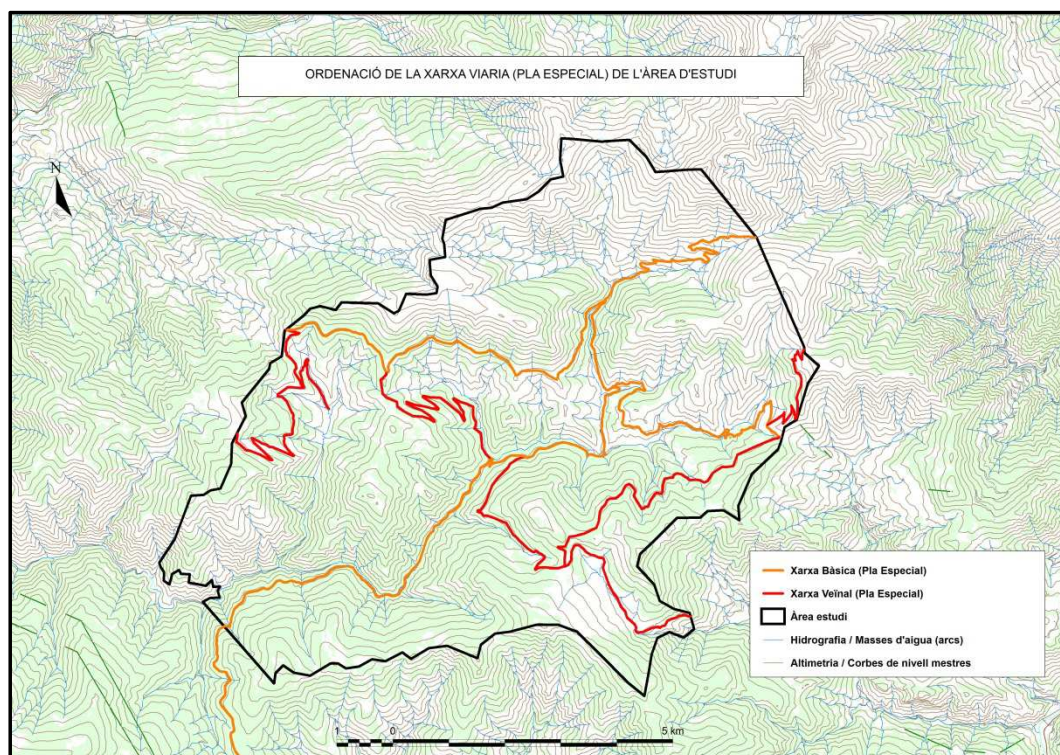 ORDENACIÓ DE LA XARXA VIARIA (PLA ESPECIAL) DE L'ÀREA D'ESTUDI
N
Xarxa Bàsica (Pla Especial)
Xarxa Veïnal (Pla Especial)
Àrea estudi
Hidrografia / Masses d'aigua (arcs)
Altimetria / Corbes de nivell mestres
1 0 5 km